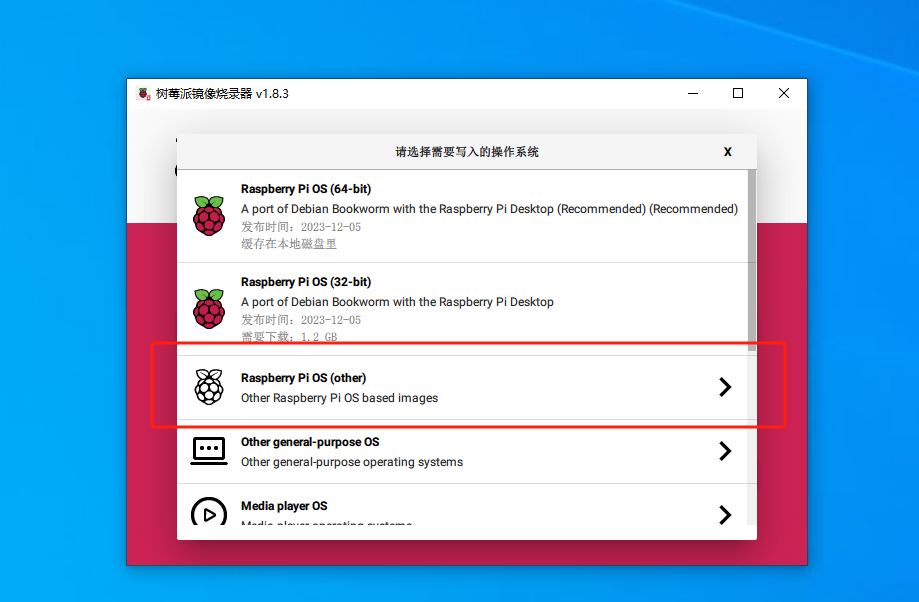 树莓派镜像烧录器 v1.8.3
请选择需要写入的操作系统
X
Raspberry Pi OS (64-bit)
A port of Debian Bookworm with the Raspberry Pi Desktop (Recommended) (Recommended)
发布时间：2023-12-05
缓存在本地磁盘里
Raspberry Pi OS (32-bit)
A port of Debian Bookworm with the Raspberry Pi Desktop
发布时间：2023-12-05
需要下载：1.2 GB
Raspberry Pi OS (other)
Other Raspberry Pi OS based images
Other general-purpose OS
Other general-purpose operating systems
Media player OS
Media player operating systems